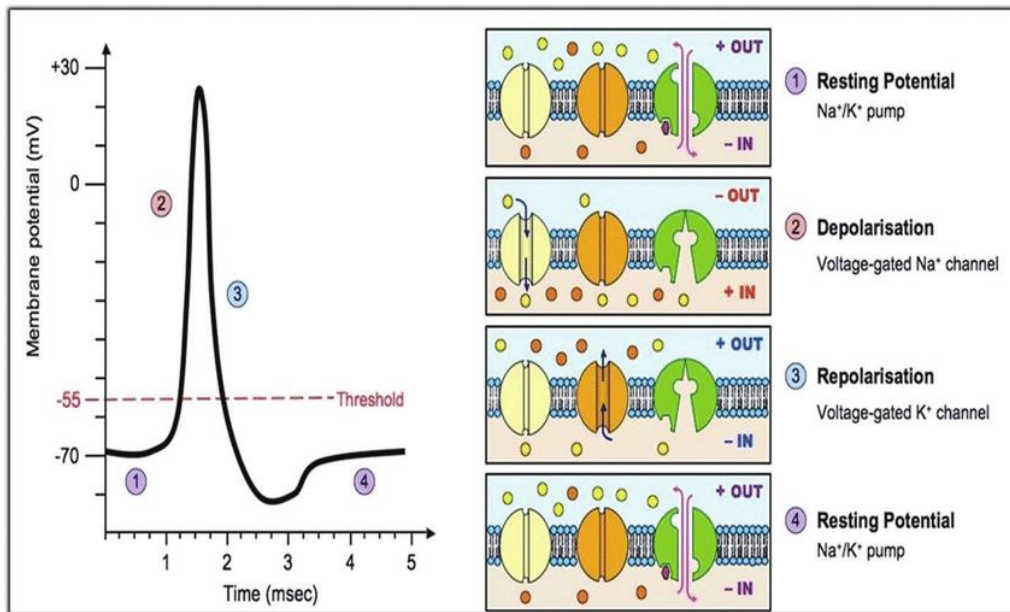 +30
0
-55
-70
Membrane potential (mV)
2
3
1
4
Threshold
1 2 3 4 5
Time (msec)
+ OUT
– IN
1 Resting Potential
Na⁺/K⁺ pump
– OUT
+ IN
2 Depolarisation
Voltage-gated Na⁺ channel
+ OUT
– IN
3 Repolarisation
Voltage-gated K⁺ channel
+ OUT
– IN
4 Resting Potential
Na⁺/K⁺ pump